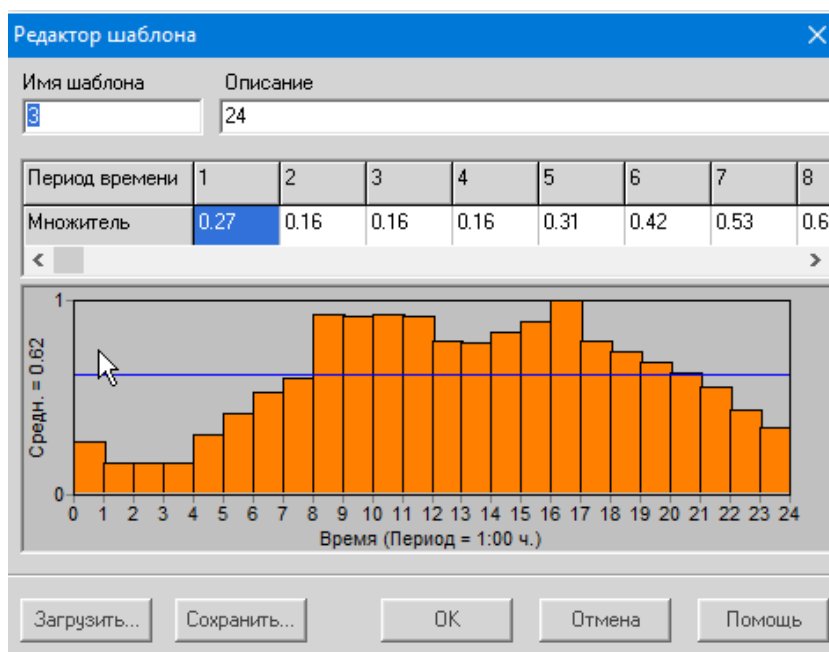 Редактор шаблона
Имя шаблона Описание
3 24
Период времени 1 2 3 4 5 6 7 8
Множитель 0.27 0.16 0.16 0.16 0.31 0.42 0.53 0.6
1
Средн. = 0.62
0
0 1 2 3 4 5 6 7 8 9 10 11 12 13 14 15 16 17 18 19 20 21 22 23 24
Время (Период = 1:00 ч.)
Загрузить... Сохранить... OK Отмена Помощь